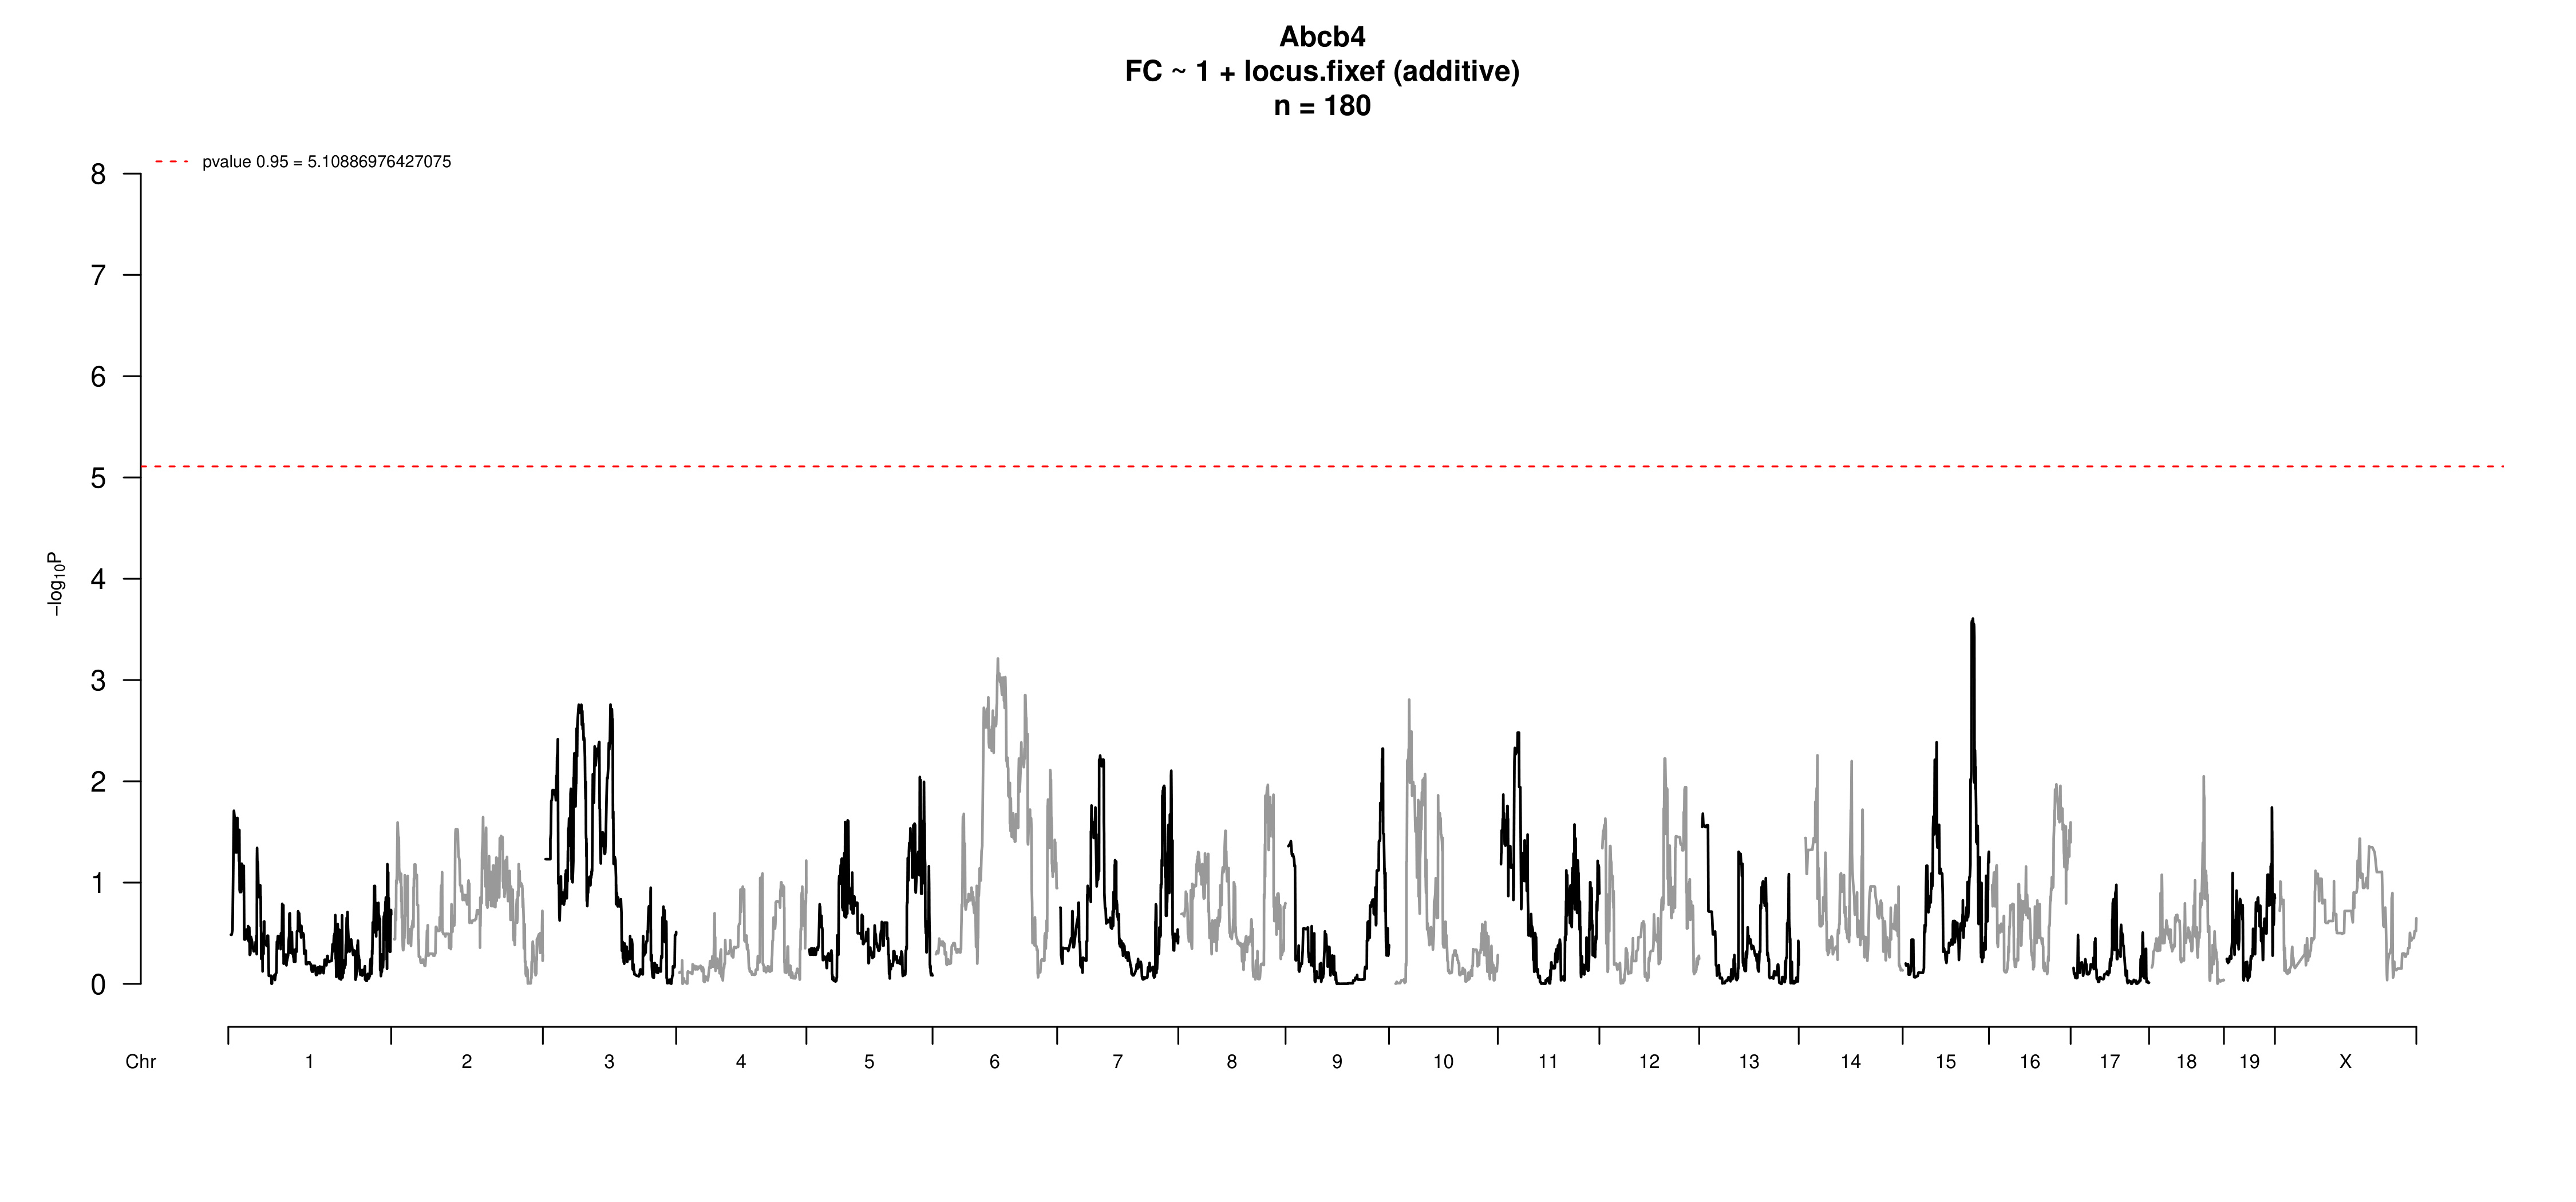 Abcb4
FC ~ 1 + locus.fixef (additive)
n = 180
pvalue 0.95 = 5.10886976427075
8
7
6
5
4
3
2
1
0
−log10P
Chr 1 2 3 4 5 6 7 8 9 10 11 12 13 14 15 16 17 18 19 X